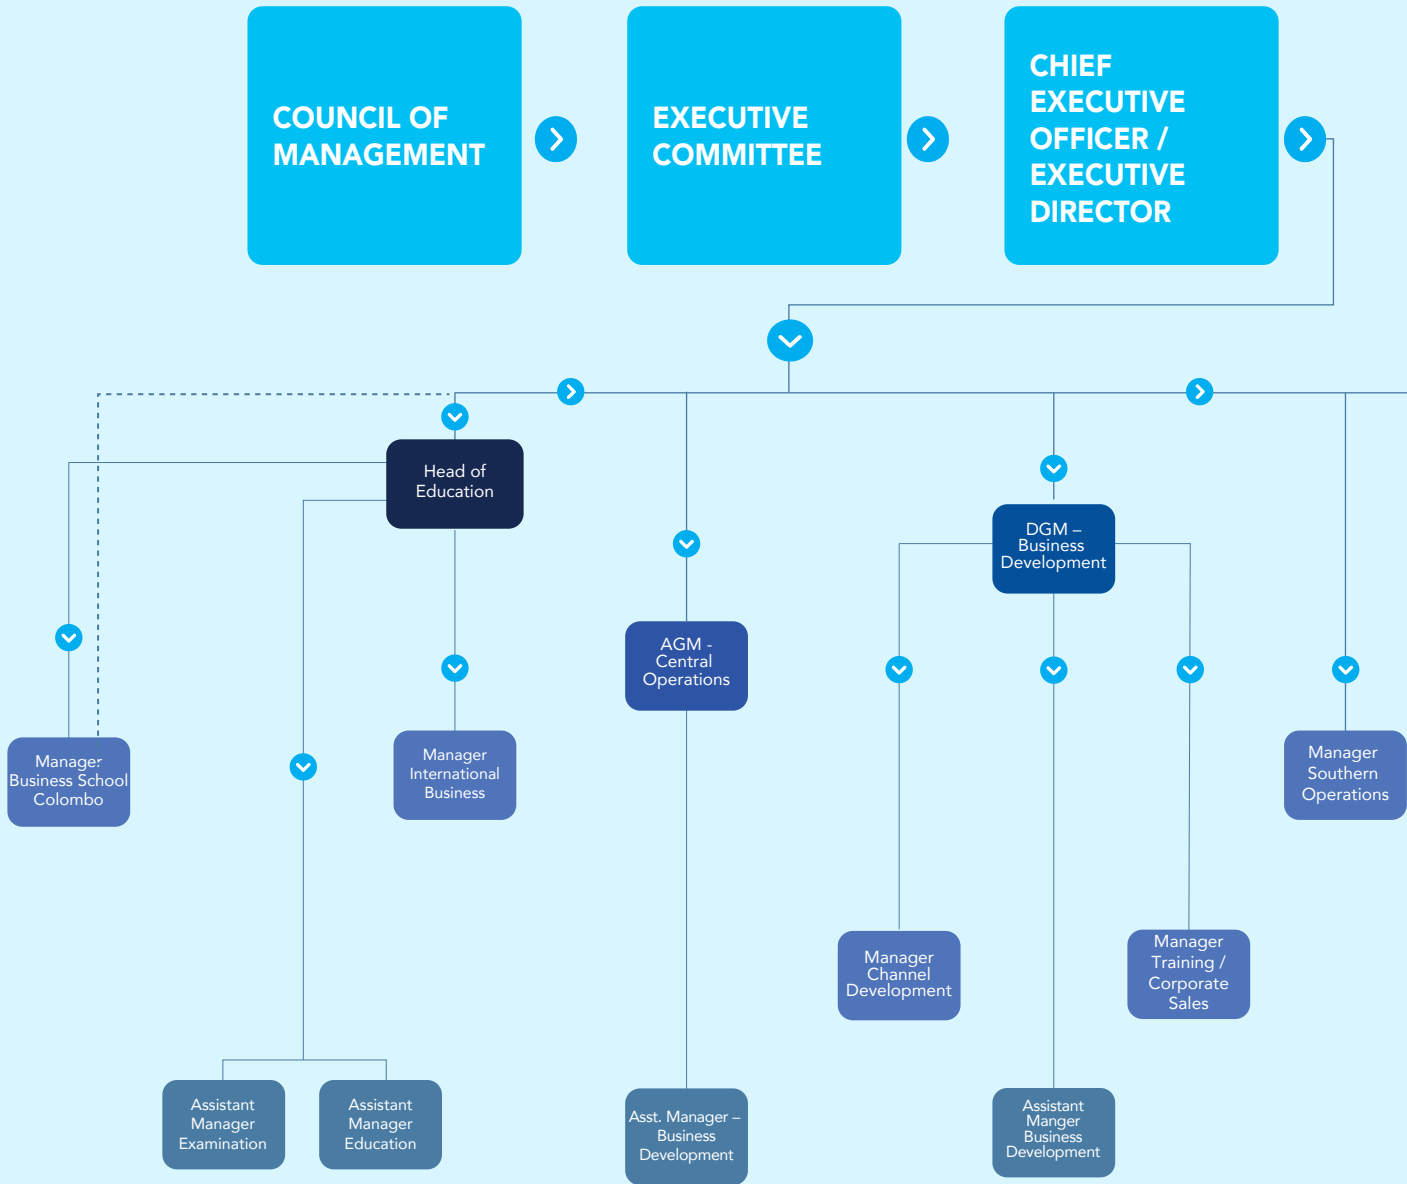 COUNCIL OF
MANAGEMENT
EXECUTIVE
COMMITTEE
CHIEF
EXECUTIVE
OFFICER /
EXECUTIVE
DIRECTOR
Head of
Education
DGM –
Business
Development
AGM -
Central
Operations
Manager
Business School
Colombo
Manager
International
Business
Manager
Southern
Operations
Manager
Channel
Development
Manager
Training /
Corporate
Sales
Assistant
Manager
Examination
Assistant
Manager
Education
Asst. Manager –
Business
Development
Assistant
Manger
Business
Development